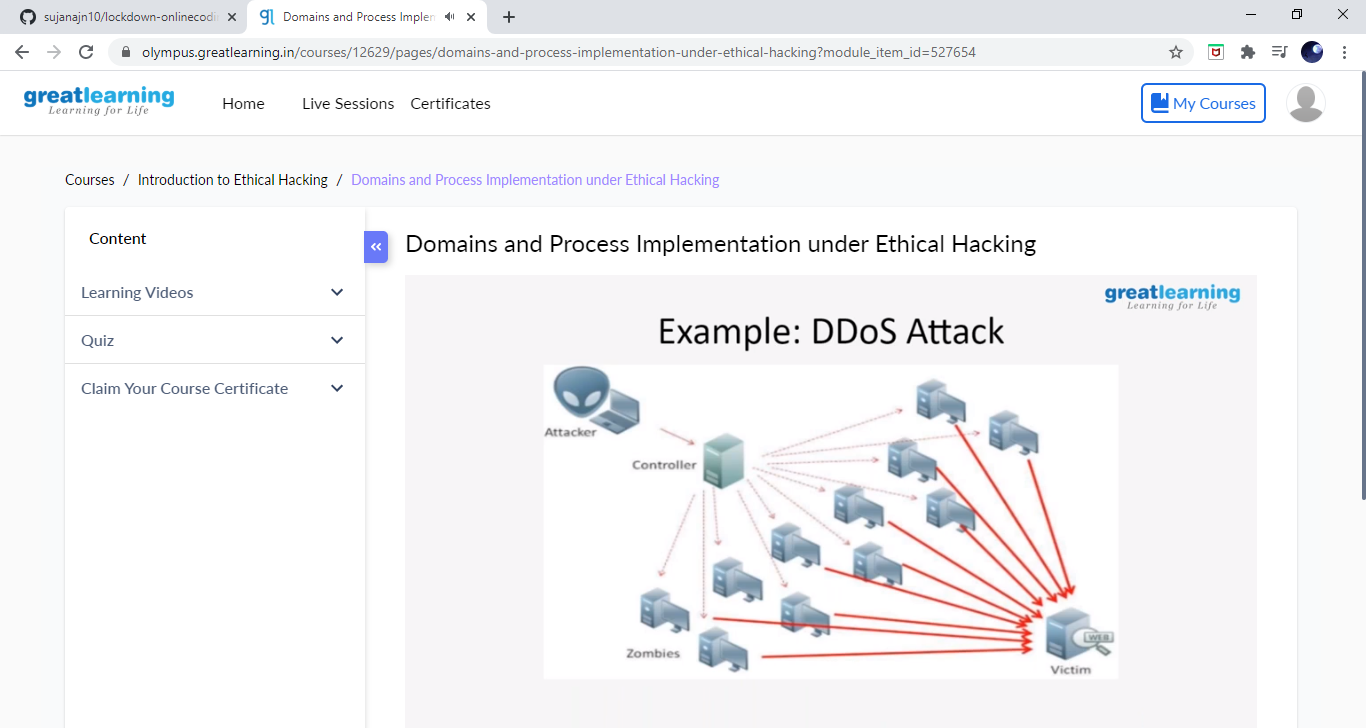 sujanajn10/lockdown-onlinecodi
Domains and Process Implem
olympus.greatlearning.in/courses/12629/pages/domains-and-process-implementation-under-ethical-hacking?module_item_id=527654
greatlearning
Learning for Life
Home Live Sessions Certificates
My Courses
Courses / Introduction to Ethical Hacking / Domains and Process Implementation under Ethical Hacking
Content
Learning Videos
Quiz
Claim Your Course Certificate
Domains and Process Implementation under Ethical Hacking
greatlearning
Learning for Life
Example: DDoS Attack
Attacker
Controller
Zombies
WEB
Victim